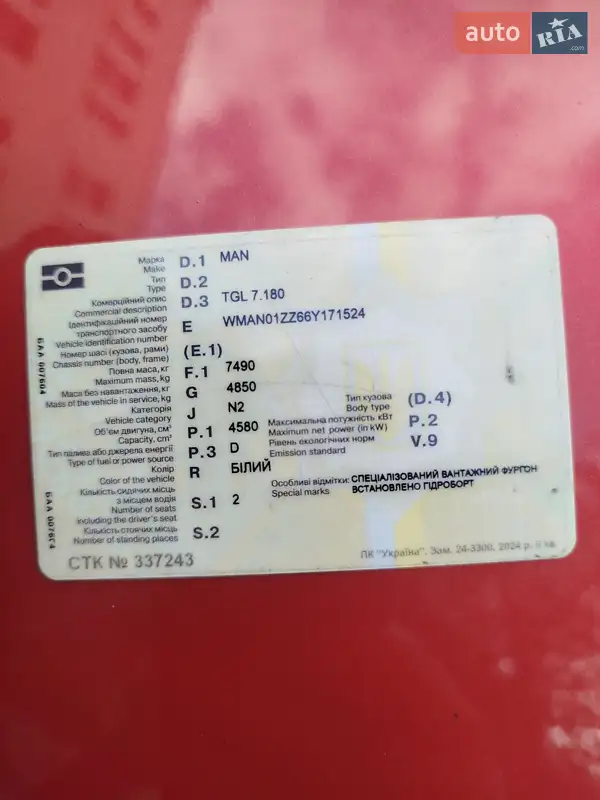 auto RIA .com
Марка D.1 MAN
Make
Тип D.2
Type
Комерційний опис D.3 TGL 7.180
Commercial description
Ідентифікаційний номер
транспортного засобу E WMAN01ZZ66Y171524
Vehicle identification number
Номер шасі (кузова, рами) (E.1)
Chassis number (body, frame)
Повна маса, кг F.1 7490
Maximum mass, kg
Маса без навантаження, кг G 4850
Mass of the vehicle in service, kg
Категорія J N2
Vehicle category
Об'єм двигуна, см³ P.1 4580
Capacity, cm³
Тип палива або джерела енергії P.3 D
Type of fuel or power source
Колір R БІЛИЙ
Color of the vehicle
Кількість сидячих місць
з місцем водія S.1 2
Number of seats
including the driver's seat
Кількість стоячих місць S.2
Number of standing places
Тип кузова (D.4)
Body type
Максимальна потужність кВт P.2
Maximum net power (in kW)
Рівень екологічних норм V.9
Emission standard
Особливі відмітки: СПЕЦІАЛІЗОВАНИЙ ВАНТАЖНИЙ ФУРГОН
Special marks ВСТАНОВЛЕНО ГІДРОБОРТ
СТК № 337243
ПК "Україна". Зам. 24-3300, 2024 р. II кв.
БАА 007604
БАА 007604